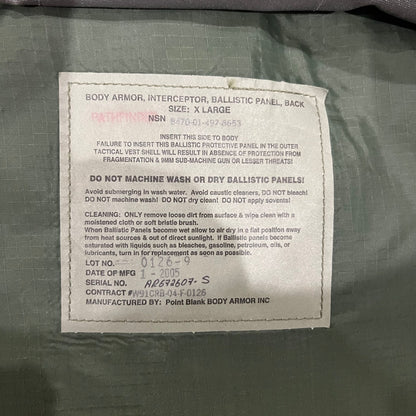 BODY ARMOR, INTERCEPTOR, BALLISTIC PANEL, BACK
SIZE: X LARGE
NSN 8470-01-497-8653
INSERT THIS SIDE TO BODY
FAILURE TO INSERT THIS BALLISTIC PROTECTIVE PANEL IN THE OUTER
TACTICAL VEST SHELL WILL RESULT IN ABSENCE OF PROTECTION FROM
FRAGMENTATION & 9MM SUB-MACHINE GUN OR LESSER THREATS!
DO NOT MACHINE WASH OR DRY BALLISTIC PANELS!
Avoid submerging in wash water. Avoid caustic cleaners, DO NOT bleach!
DO NOT machine wash! DO NOT dry clean! DO NOT apply solvents!
CLEANING: ONLY remove loose dirt from surface & wipe clean with a
moistened cloth or soft bristle brush.
When Ballistic Panels become wet allow to air dry in a flat position away
from heat sources & out of direct sunlight. If Ballistic panels become
saturated with liquids such as bleaches, gasoline, petroleum, oils, or
lubricants, turn in for replacement as soon as possible.
LOT NO. 0126-9
DATE OF MFG 1-2005
SERIAL NO. AR672607-S
CONTRACT #W91CRB-04-F-0126
MANUFACTURED BY: Point Blank BODY ARMOR INC